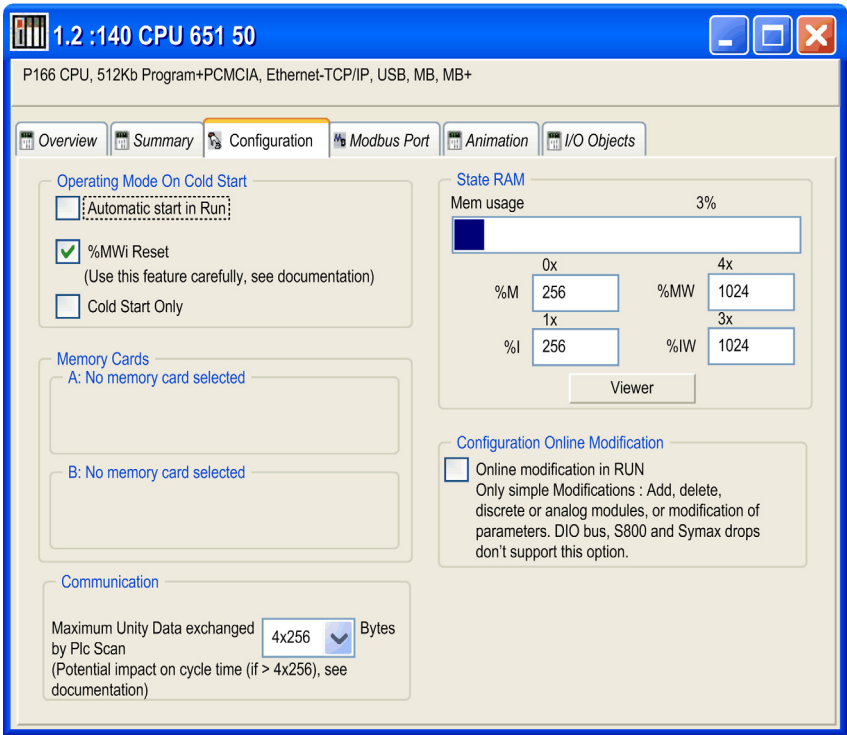 1.2 :140 CPU 651 50
P166 CPU, 512Kb Program+PCMCIA, Ethernet-TCP/IP, USB, MB, MB+
Overview Summary Configuration Modbus Port Animation I/O Objects
Operating Mode On Cold Start
Automatic start in Run
%MWi Reset
(Use this feature carefully, see documentation)
Cold Start Only
Memory Cards
A: No memory card selected
B: No memory card selected
Communication
Maximum Unity Data exchanged 4x256 Bytes
by Plc Scan
(Potential impact on cycle time (if > 4x256), see
documentation)
State RAM
Mem usage 3%
0x 4x
%M 256 %MW 1024
1x 3x
%I 256 %IW 1024
Viewer
Configuration Online Modification
Online modification in RUN
Only simple Modifications : Add, delete,
discrete or analog modules, or modification of
parameters. DIO bus, S800 and Symax drops
don't support this option.